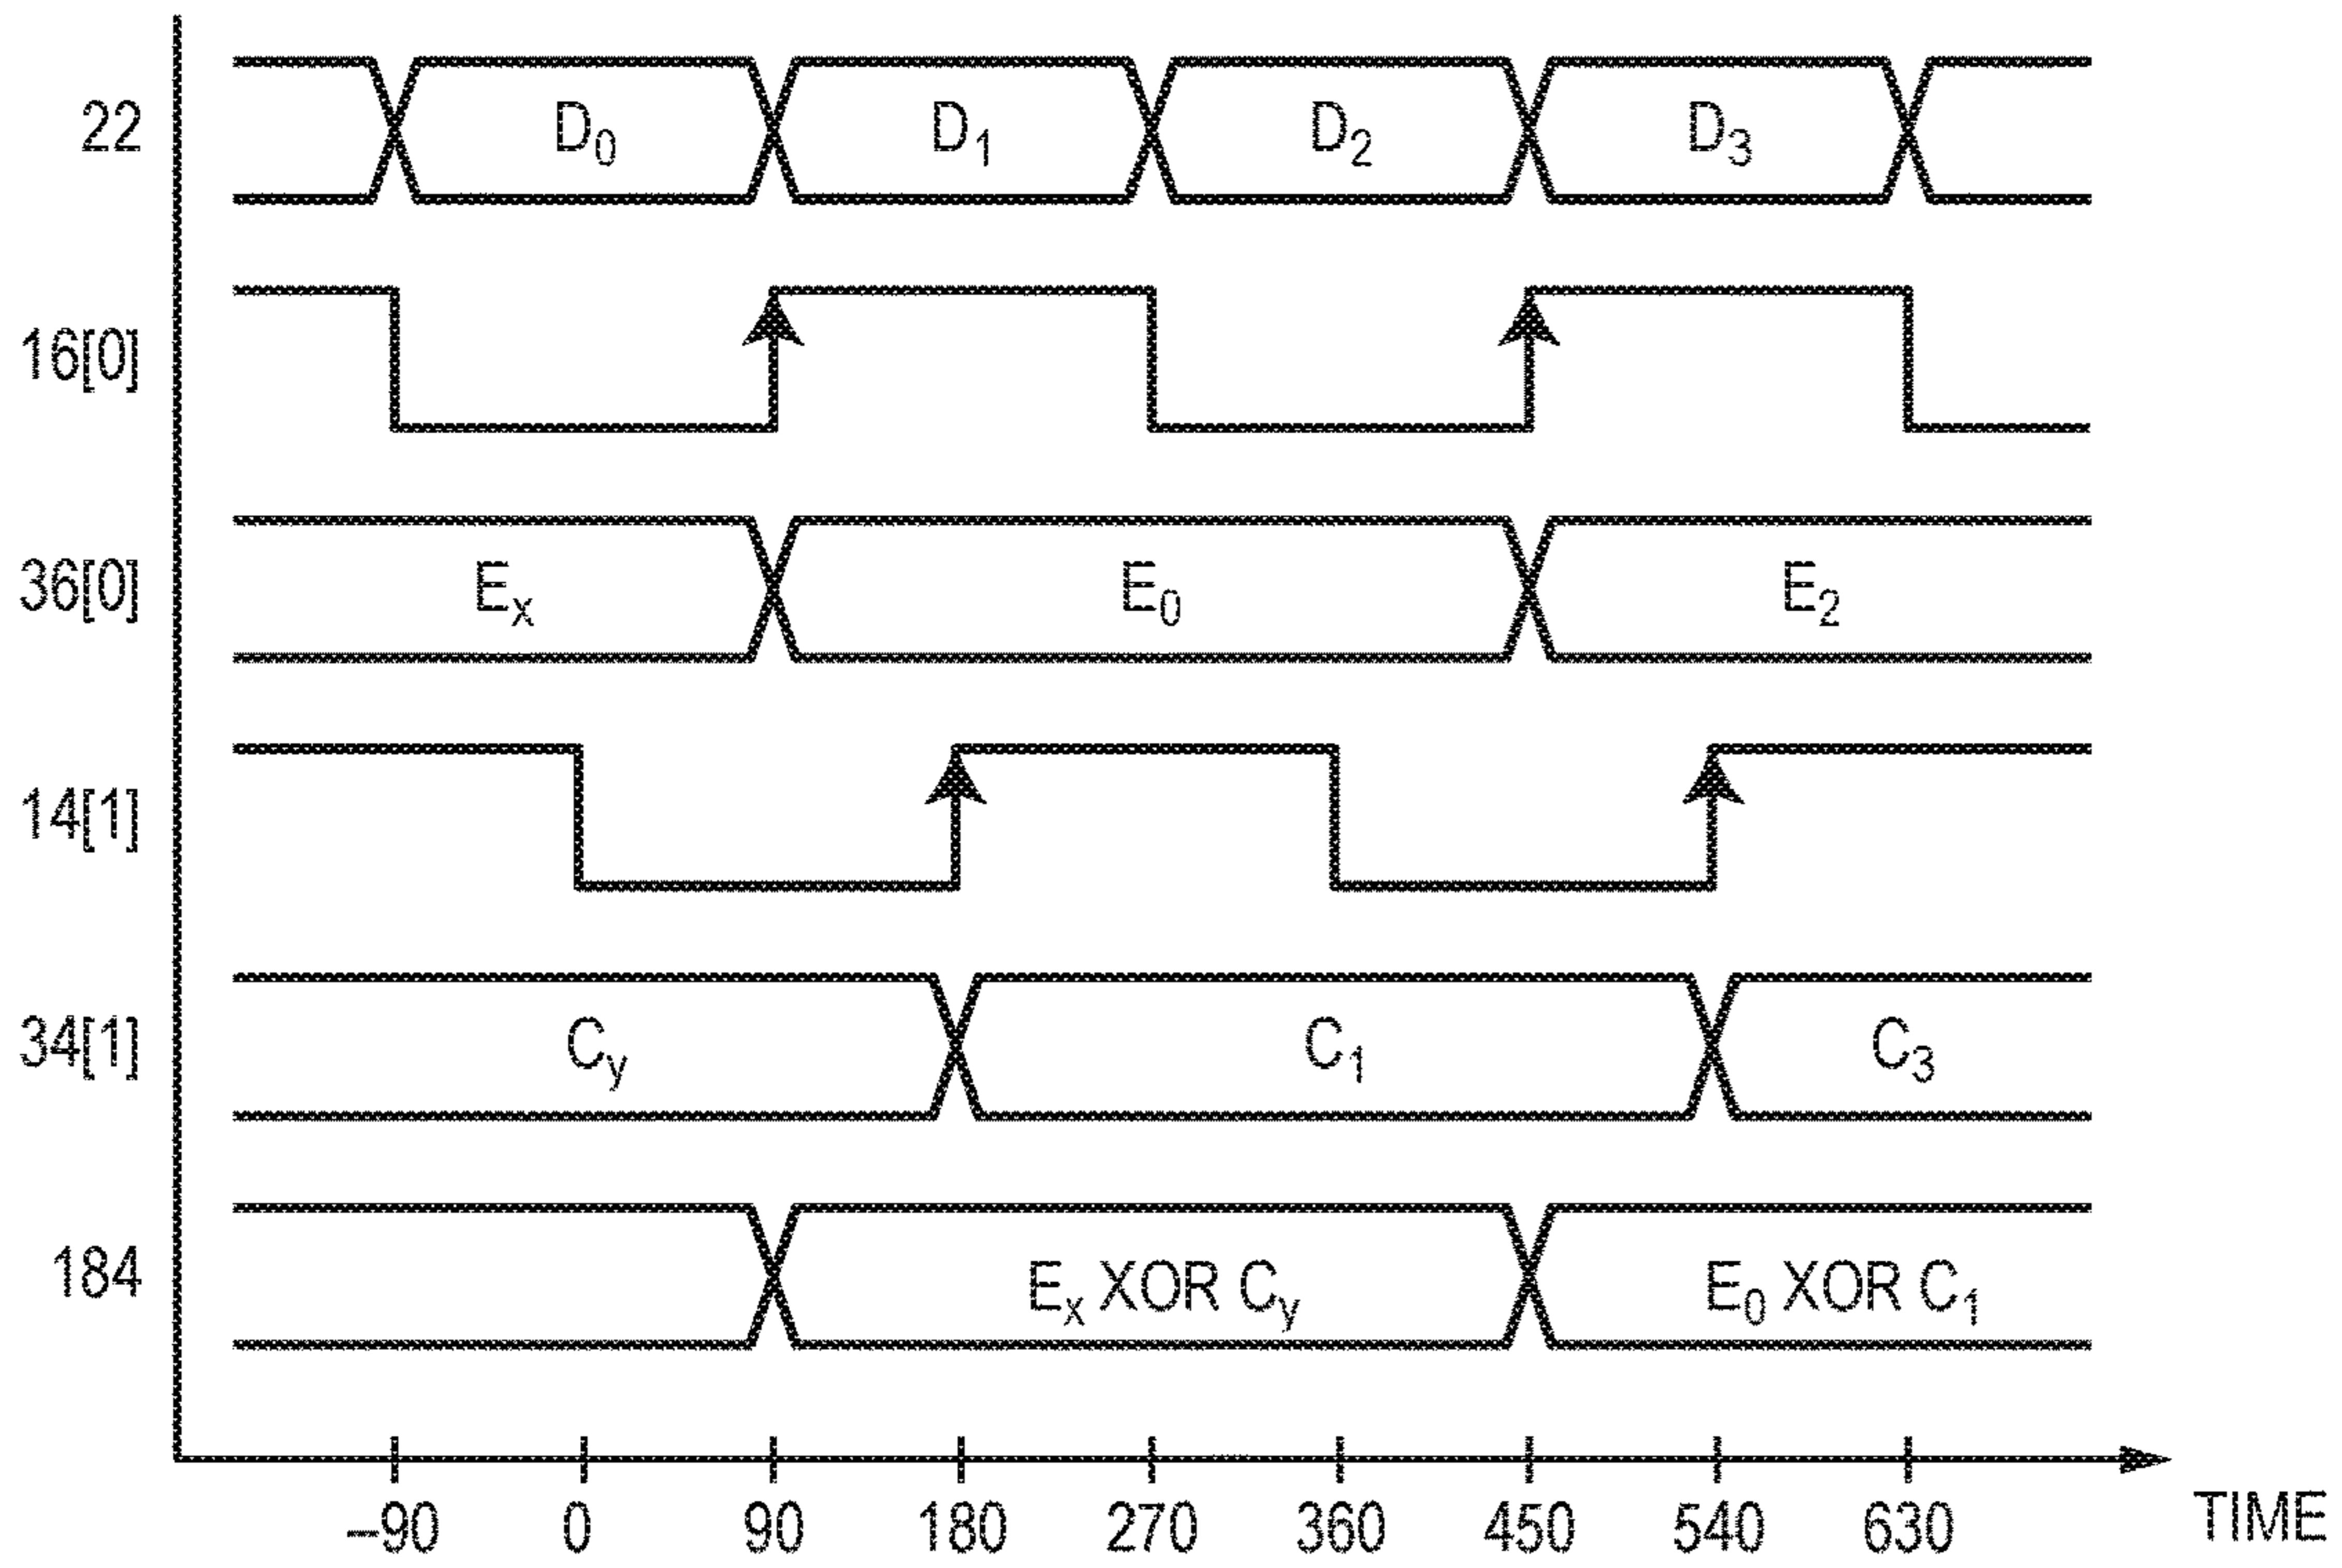 22 D₀ D₁ D₂ D₃
16[0]
36[0] Eₓ E₀ E₂
14[1]
34[1] Cy C₁ C₃
184 Eₓ XOR Cy E₀ XOR C₁
–90 0 90 180 270 360 450 540 630 TIME